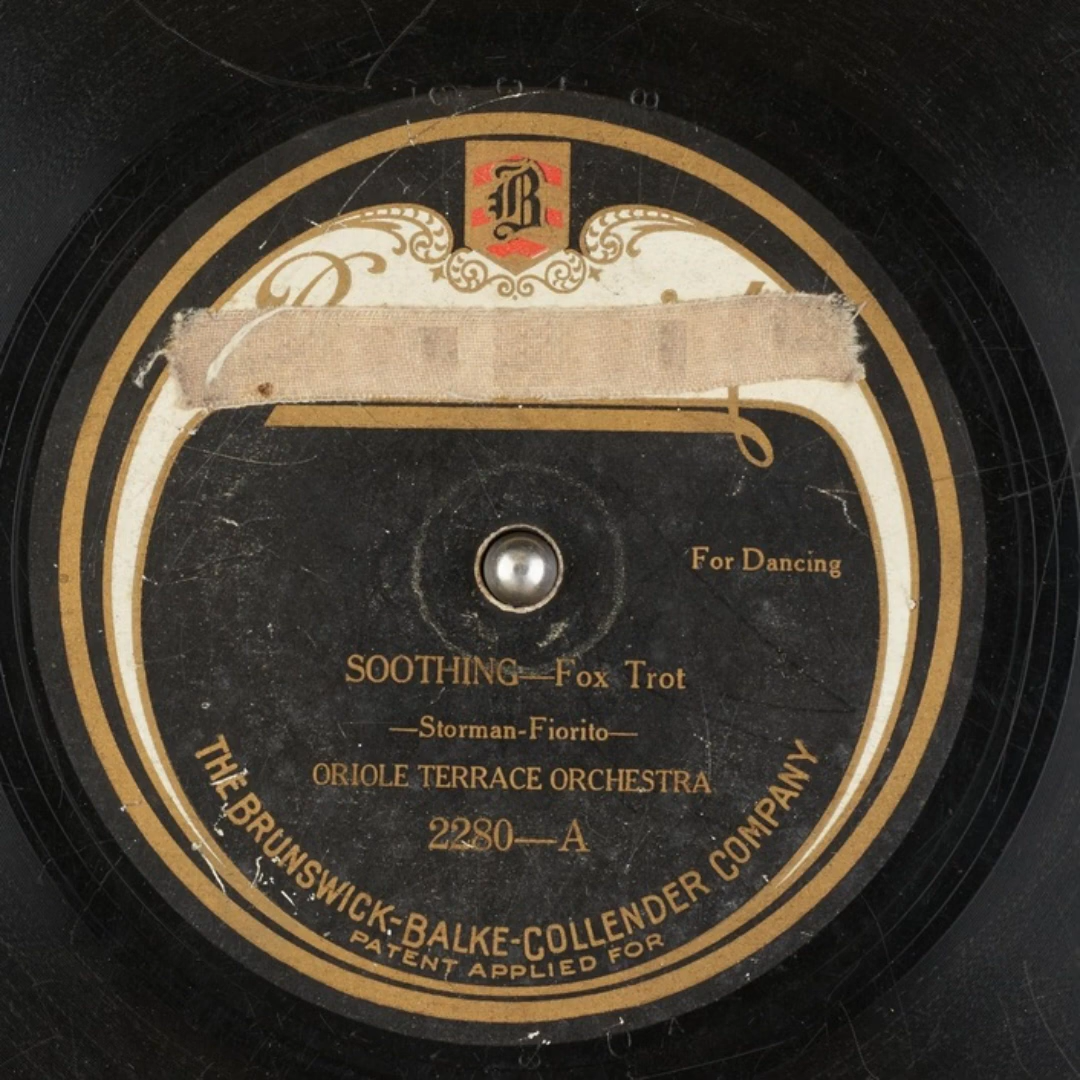 B
For Dancing
SOOTHING—Fox Trot
—Storman-Fiorito—
ORIOLE TERRACE ORCHESTRA
2280—A
THE BRUNSWICK-BALKE-COLLENDER COMPANY
PATENT APPLIED FOR